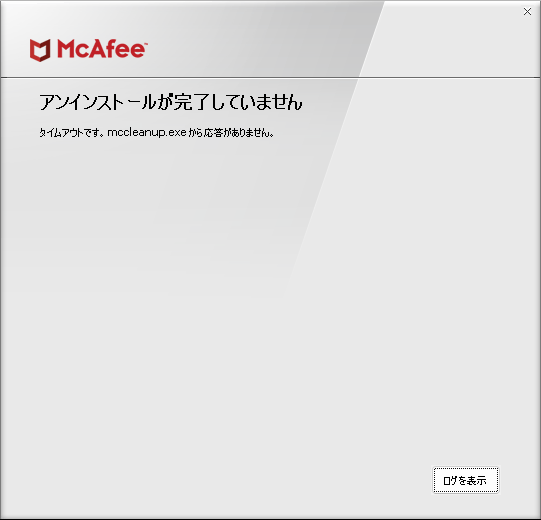 McAfee
アンインストールが完了していません
タイムアウトです。mccleanup.exe から応答がありません。
ログを表示